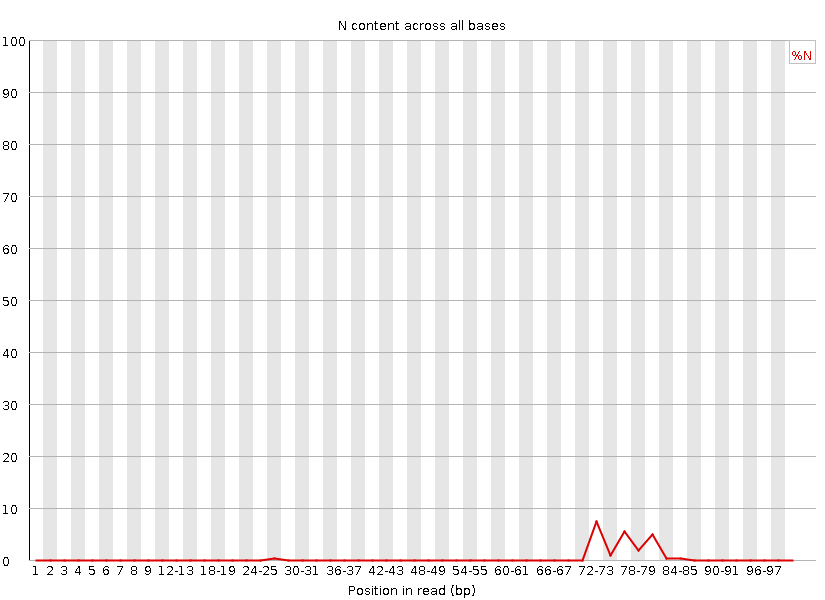 N content across all bases
%N
100
90
80
70
60
50
40
30
20
10
0
1 2 3 4 5 6 7 8 9 12-13 18-19 24-25 30-31 36-37 42-43 48-49 54-55 60-61 66-67 72-73 78-79 84-85 90-91 96-97
Position in read (bp)